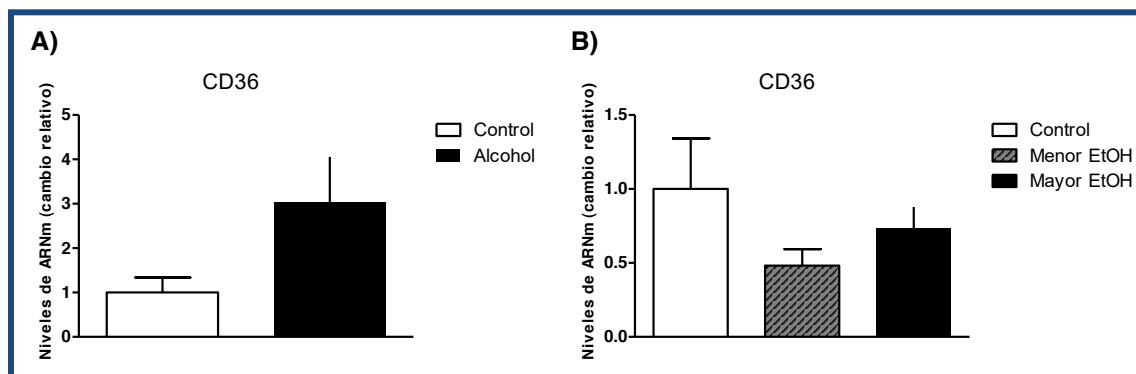 A)
CD36
Niveles de ARNm (cambio relativo)
5
4
3
2
1
0
Control
Alcohol
B)
CD36
Niveles de ARNm (cambio relativo)
1.5
1.0
0.5
0.0
Control
Menor EtOH
Mayor EtOH